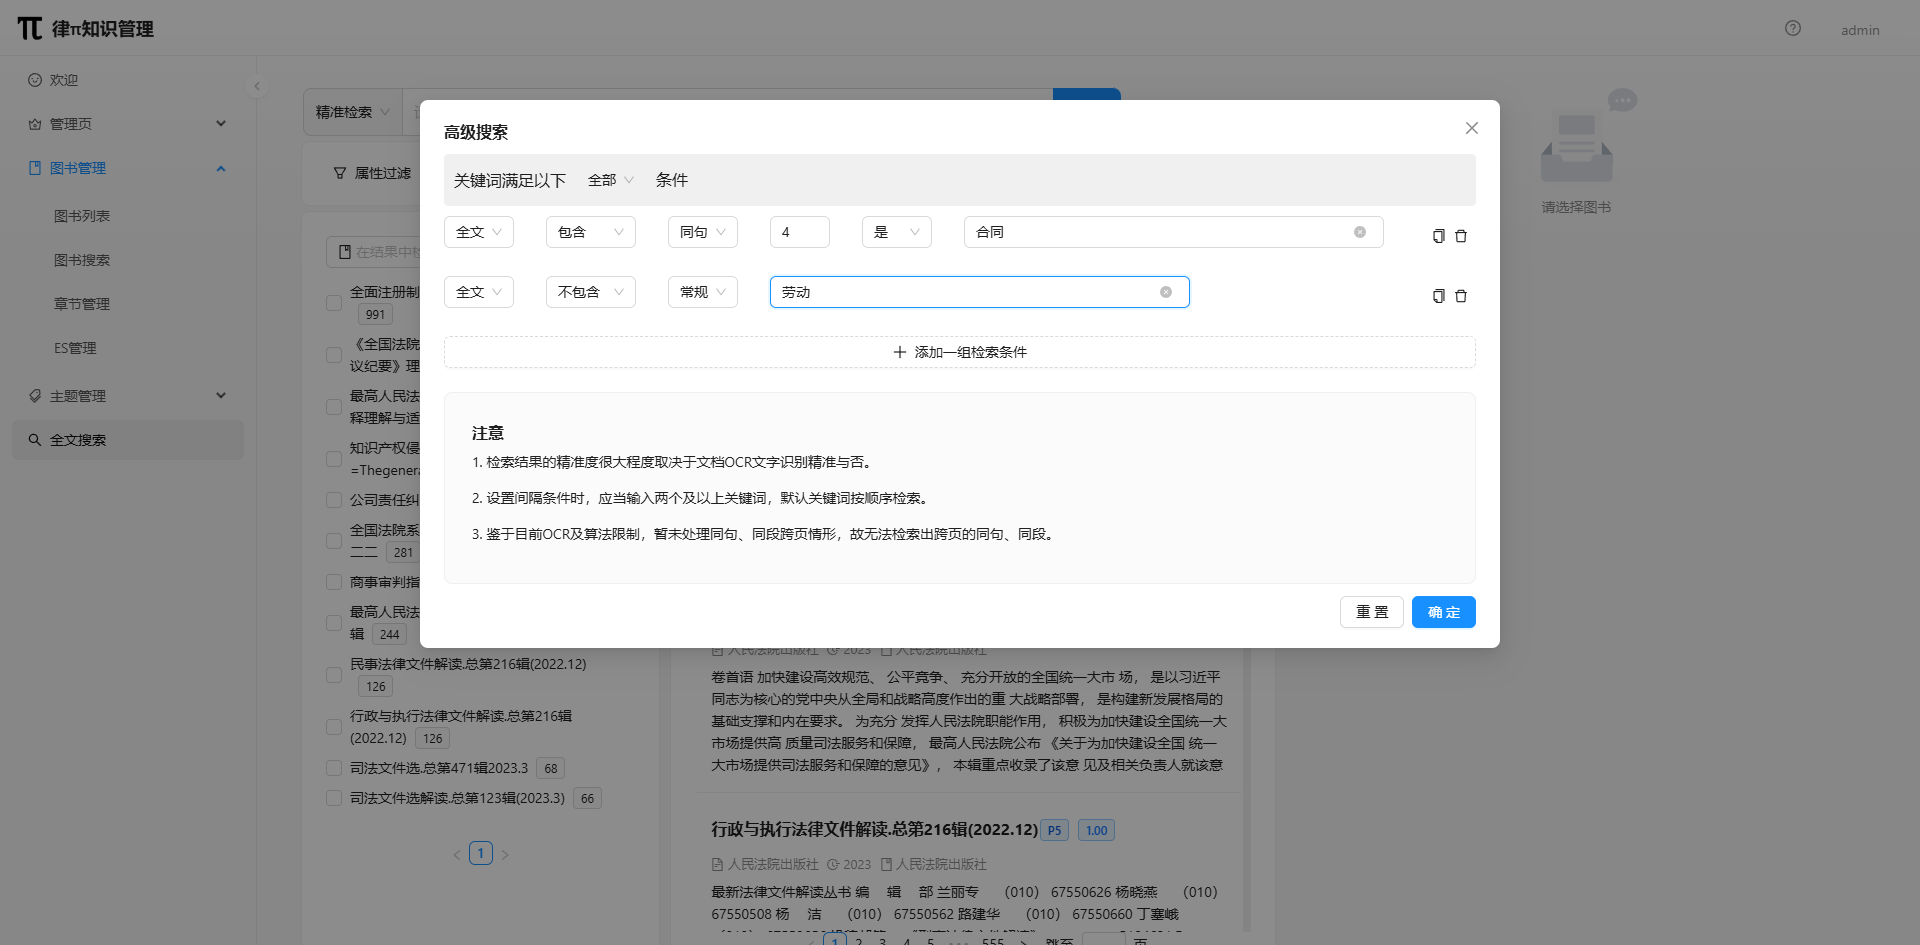 律π知识管理
admin
欢迎
管理页
图书管理
图书列表
图书搜索
章节管理
ES管理
主题管理
全文搜索
精准检索
属性过滤
在结果中检
全面注册制
991
《全国法院
议纪要》理
最高人民法
释理解与适
知识产权侵
=Thegenera
公司责任纠
全国法院系
二二 281
商事审判指
最高人民法
辑 244
民事法律文件解读.总第216辑(2022.12)
126
行政与执行法律文件解读.总第216辑
(2022.12) 126
司法文件选.总第471辑2023.3 68
司法文件选解读.总第123辑(2023.3) 66
1
高级搜索
关键词满足以下 全部 条件
全文 包含 同句 4 是 合同
全文 不包含 常规 劳动
添加一组检索条件
注意
1. 检索结果的精准度很大程度取决于文档OCR文字识别精准与否。
2. 设置间隔条件时，应当输入两个及以上关键词，默认关键词按顺序检索。
3. 鉴于目前OCR及算法限制，暂未处理同句、同段跨页情形，故无法检索出跨页的同句、同段。
重 置 确 定
人民法院出版社 2023 人民法院出版社
卷首语 加快建设高效规范、 公平竞争、 充分开放的全国统一大市 场， 是以习近平
同志为核心的党中央从全局和战略高度作出的重 大战略部署， 是构建新发展格局的
基础支撑和内在要求。 为充分 发挥人民法院职能作用， 积极为加快建设全国统一大
市场提供高 质量司法服务和保障， 最高人民法院公布 《关于为加快建设全国 统一
大市场提供司法服务和保障的意见》， 本辑重点收录了该意 见及相关负责人就该意
行政与执行法律文件解读.总第216辑(2022.12) P5 1.00
人民法院出版社 2023 人民法院出版社
最新法律文件解读丛书 编 辑 部 兰丽专 （010） 67550626 杨晓燕 （010）
67550508 杨 洁 （010） 67550562 路建华 （010） 67550660 丁塞峨
1 2 3 4 5 ••• 555 跳至 页
请选择图书